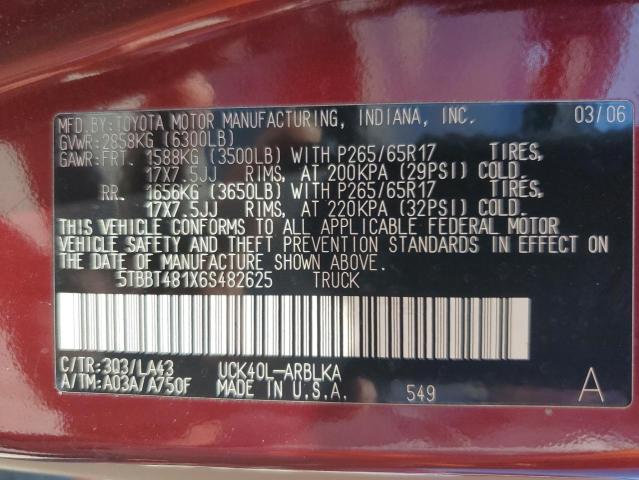 MFD.BY:TOYOTA MOTOR MANUFACTURING, INDIANA, INC. 03/06
GVWR:2858KG (6300LB)
GAWR:FRT. 1588KG (3500LB) WITH P265/65R17 TIRES,
17X7.5JJ RIMS, AT 200KPA (29PSI) COLD.
RR. 1656KG (3650LB) WITH P265/65R17 TIRES,
17X7.5JJ RIMS, AT 220KPA (32PSI) COLD.
THIS VEHICLE CONFORMS TO ALL APPLICABLE FEDERAL MOTOR
VEHICLE SAFETY AND THEFT PREVENTION STANDARDS IN EFFECT ON
THE DATE OF MANUFACTURE SHOWN ABOVE.
5TBBT481X6S482625 TRUCK
C/TR:3Q3/LA43 UCK40L-ARBLKA
A/TM:A03A/A750F MADE IN U.S.A. 549 A